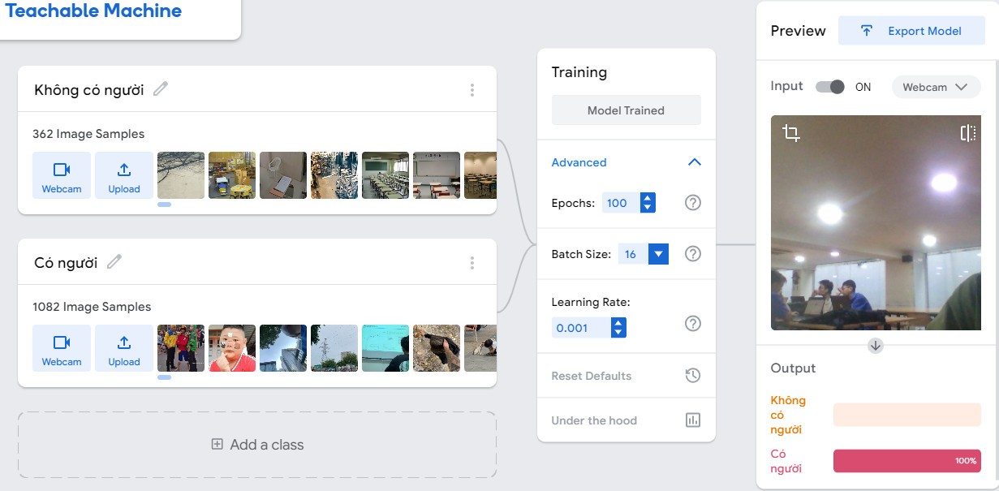 Teachable Machine
Không có người
362 Image Samples
Webcam
Upload
Có người
1082 Image Samples
Webcam
Upload
Add a class
Training
Model Trained
Advanced
Epochs: 100
Batch Size: 16
Learning Rate:
0.001
Reset Defaults
Under the hood
Preview
Export Model
Input ON Webcam
Output
Không
có
người
Có
người
100%